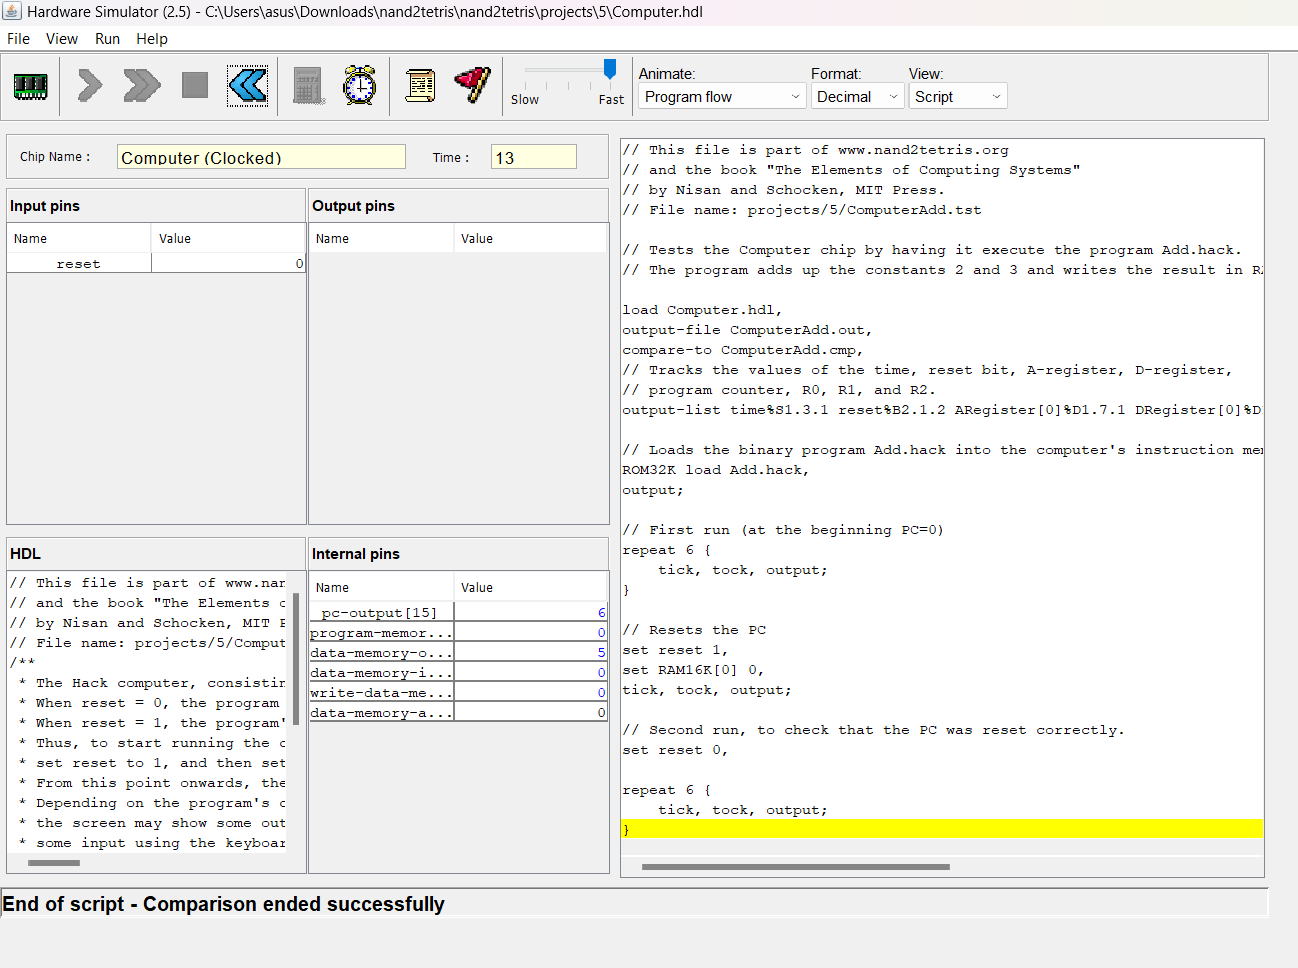 Hardware Simulator (2.5) - C:\Users\asus\Downloads\nand2tetris\nand2tetris\projects\5\Computer.hdl
File View Run Help
Slow Fast
Animate: Format: View:
Program flow Decimal Script
Chip Name : Computer (Clocked) Time : 13
Input pins
Name Value
reset 0
Output pins
Name Value
HDL
// This file is part of www.nan
// and the book "The Elements o
// by Nisan and Schocken, MIT P
// File name: projects/5/Comput
/**
* The Hack computer, consistin
* When reset = 0, the program
* When reset = 1, the program'
* Thus, to start running the c
* set reset to 1, and then set
* From this point onwards, the
* Depending on the program's c
* the screen may show some out
* some input using the keyboar
Internal pins
Name Value
pc-output[15] 6
program-memor... 0
data-memory-o... 5
data-memory-i... 0
write-data-me... 0
data-memory-a... 0
// This file is part of www.nand2tetris.org
// and the book "The Elements of Computing Systems"
// by Nisan and Schocken, MIT Press.
// File name: projects/5/ComputerAdd.tst
// Tests the Computer chip by having it execute the program Add.hack.
// The program adds up the constants 2 and 3 and writes the result in RA
load Computer.hdl,
output-file ComputerAdd.out,
compare-to ComputerAdd.cmp,
// Tracks the values of the time, reset bit, A-register, D-register,
// program counter, R0, R1, and R2.
output-list time%S1.3.1 reset%B2.1.2 ARegister[0]%D1.7.1 DRegister[0]%D
// Loads the binary program Add.hack into the computer's instruction mem
ROM32K load Add.hack,
output;
// First run (at the beginning PC=0)
repeat 6 {
tick, tock, output;
}
// Resets the PC
set reset 1,
set RAM16K[0] 0,
tick, tock, output;
// Second run, to check that the PC was reset correctly.
set reset 0,
repeat 6 {
tick, tock, output;
}
End of script - Comparison ended successfully